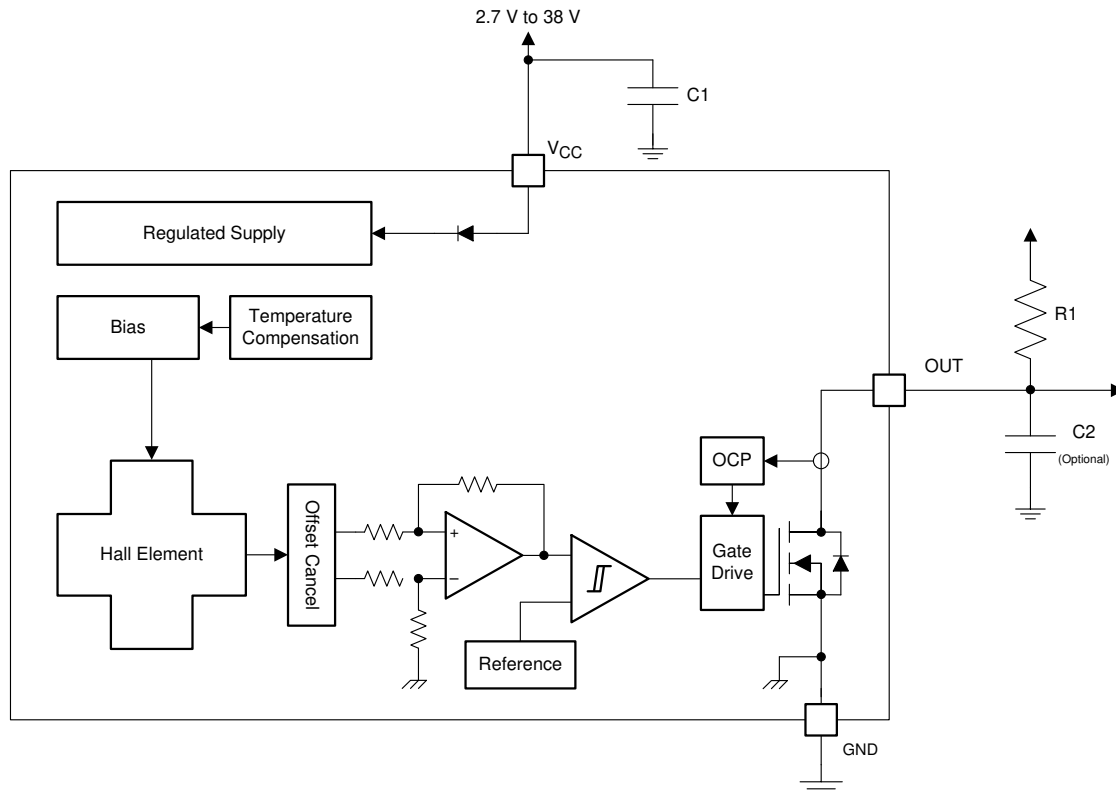 2.7 V to 38 V
C1
VCC
Regulated Supply
Bias
Temperature
Compensation
R1
OUT
C2
(Optional)
OCP
Hall Element
Offset Cancel
+
–
Gate
Drive
Reference
GND